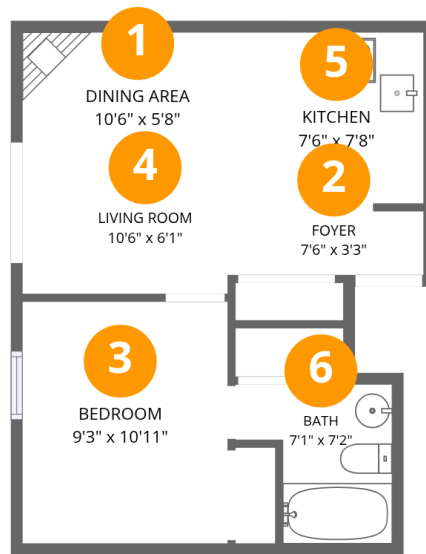 1
DINING AREA
10'6" x 5'8"
5
KITCHEN
7'6" x 7'8"
4
LIVING ROOM
10'6" x 6'1"
2
FOYER
7'6" x 3'3"
3
BEDROOM
9'3" x 10'11"
6
BATH
7'1" x 7'2"